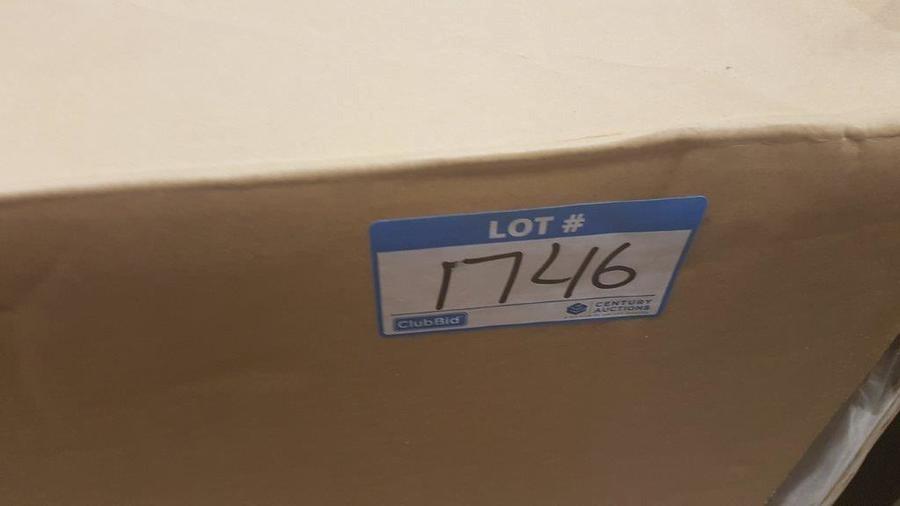 LOT #
1746
ClubBid
CENTURY
AUCTIONS